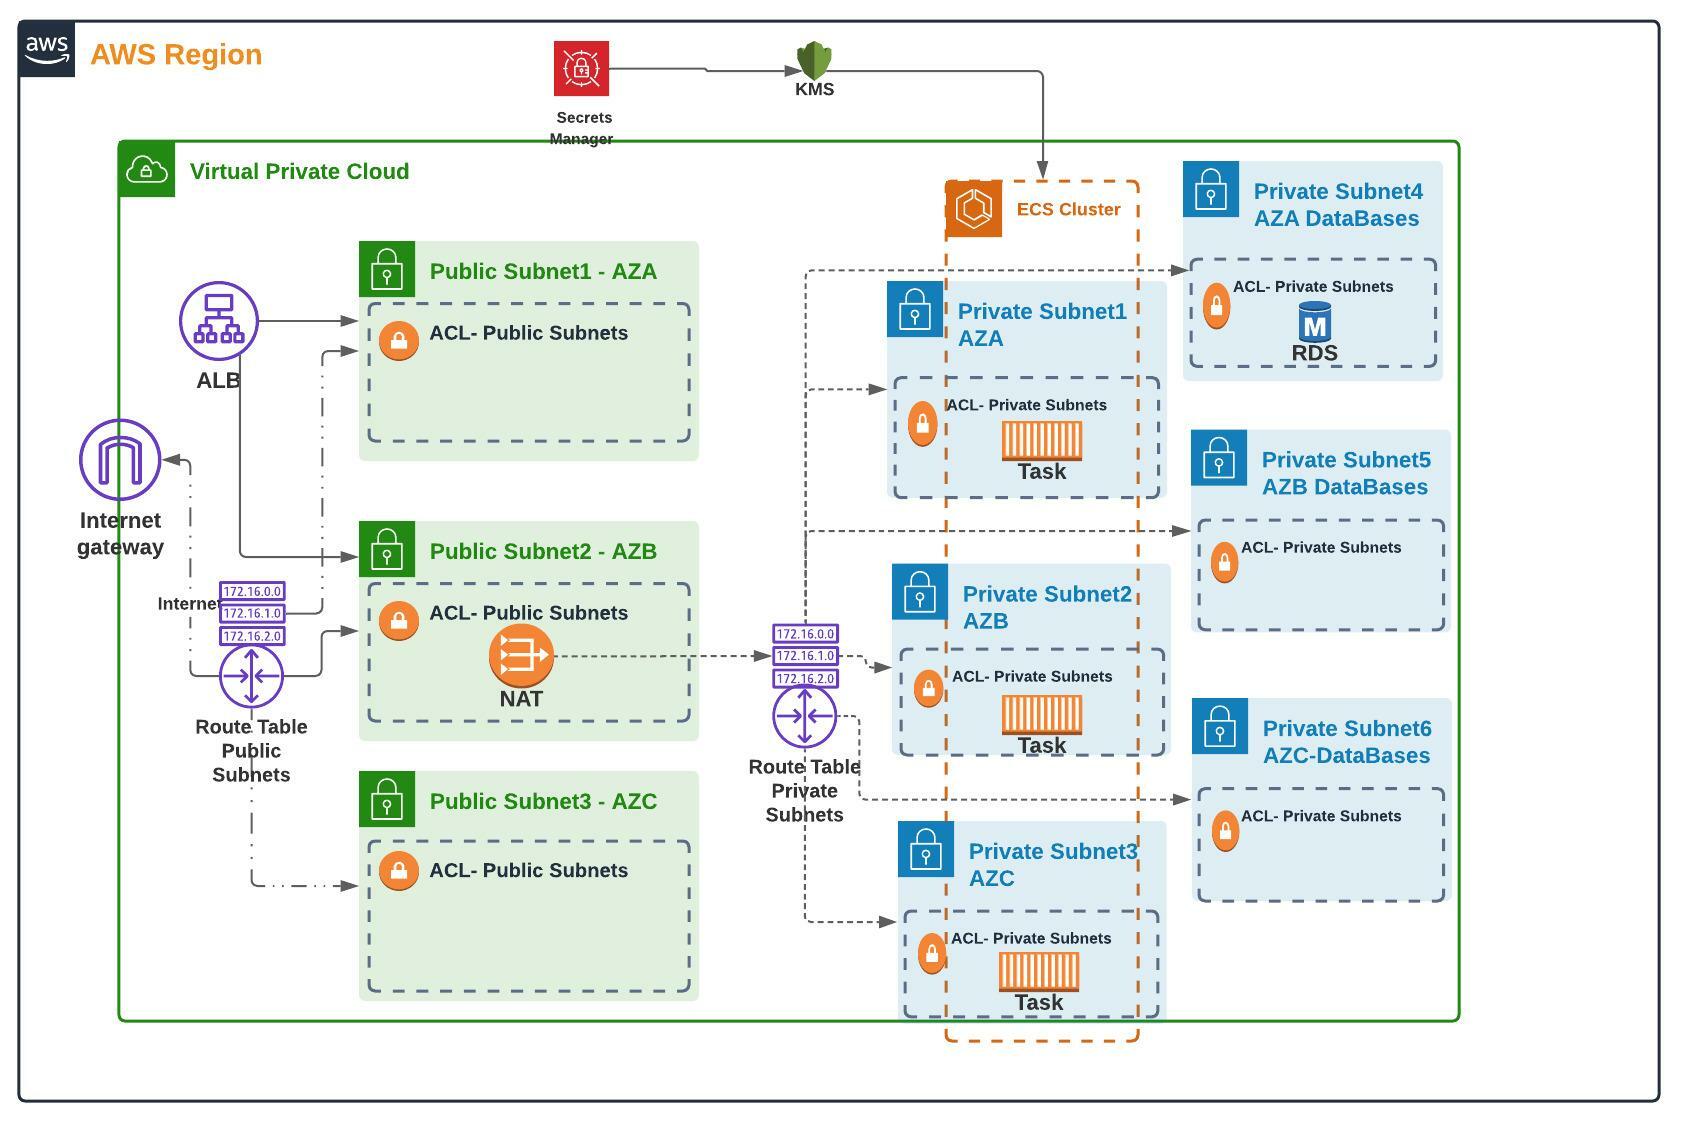 aws
AWS Region
Secrets
Manager
KMS
Virtual Private Cloud
ECS Cluster
Private Subnet4
AZA DataBases
ACL- Private Subnets
M
RDS
Public Subnet1 - AZA
ACL- Public Subnets
ALB
Private Subnet1
AZA
ACL- Private Subnets
Task
Internet
gateway
Private Subnet5
AZB DataBases
ACL- Private Subnets
Public Subnet2 - AZB
ACL- Public Subnets
NAT
Internet
172.16.0.0
172.16.1.0
172.16.2.0
Route Table
Public
Subnets
172.16.0.0
172.16.1.0
172.16.2.0
Route Table
Private
Subnets
Private Subnet2
AZB
ACL- Private Subnets
Task
Private Subnet6
AZC-DataBases
ACL- Private Subnets
Public Subnet3 - AZC
ACL- Public Subnets
Private Subnet3
AZC
ACL- Private Subnets
Task